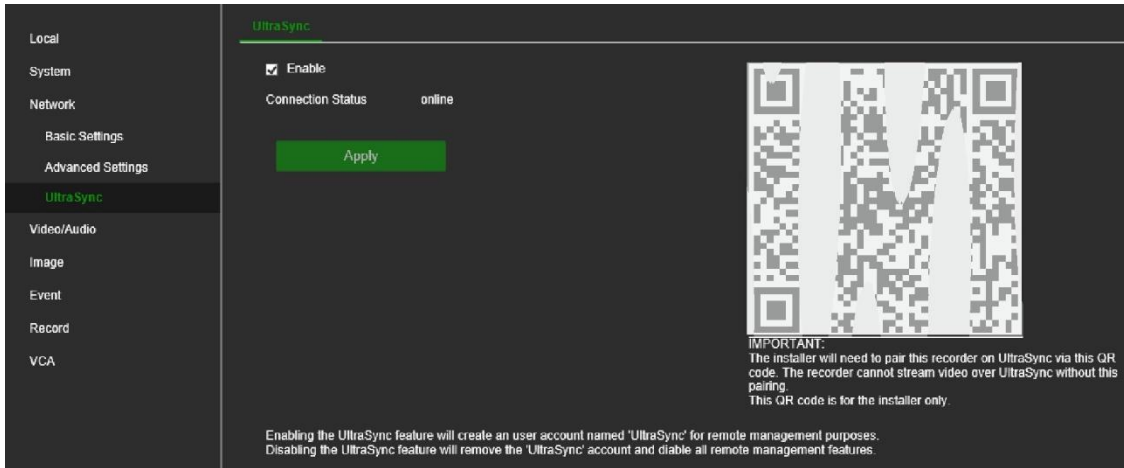 Local
System
Network
Basic Settings
Advanced Settings
UltraSync
Video/Audio
Image
Event
Record
VCA
UltraSync
Enable
Connection Status online
Apply
IMPORTANT:
The installer will need to pair this recorder on UltraSync via this QR
code. The recorder cannot stream video over UltraSync without this
pairing.
This QR code is for the installer only.
Enabling the UltraSync feature will create an user account named 'UltraSync' for remote management purposes.
Disabling the UltraSync feature will remove the 'UltraSync' account and diable all remote management features.